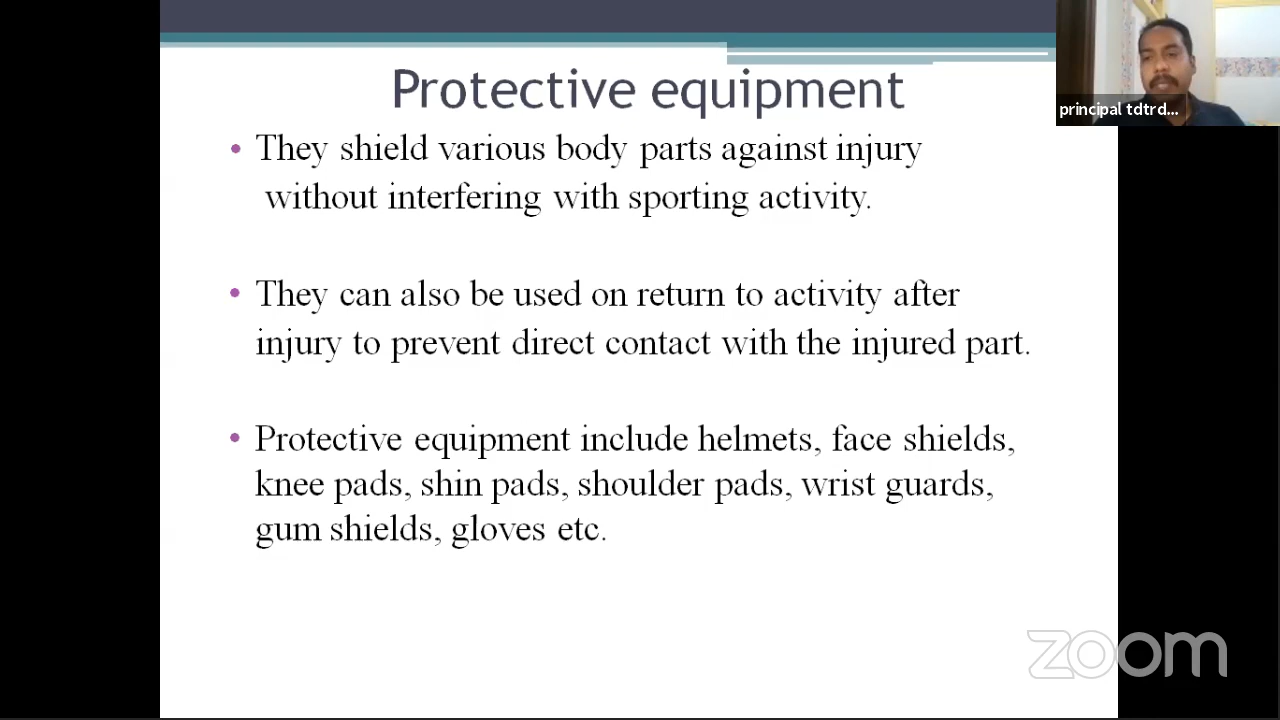 Protective equipment
principal tdtrd...
• They shield various body parts against injury
without interfering with sporting activity.
• They can also be used on return to activity after
injury to prevent direct contact with the injured part.
• Protective equipment include helmets, face shields,
knee pads, shin pads, shoulder pads, wrist guards,
gum shields, gloves etc.
zoom